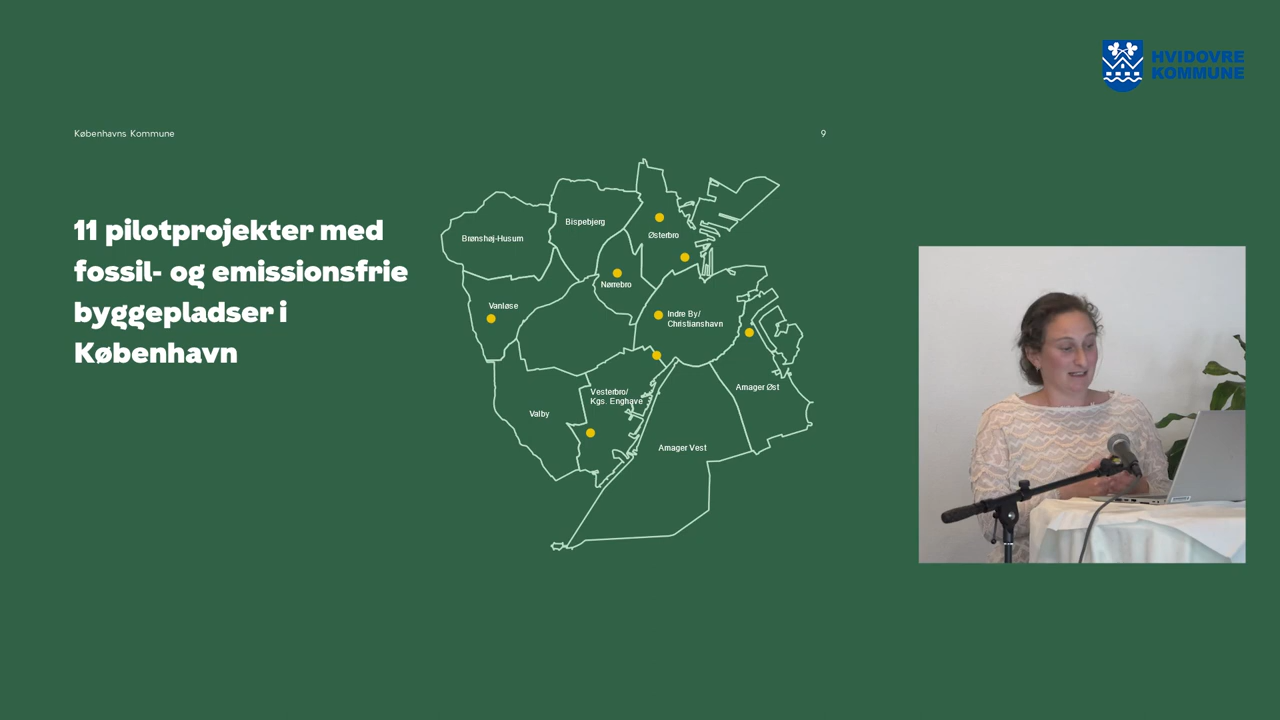 HVIDOVRE
KOMMUNE
Københavns Kommune
9
11 pilotprojekter med
fossil- og emissionsfrie
byggepladser i
København
Bispebjerg
Brønshøj-Husum
Østerbro
Nørrebro
Vanløse
Indre By/
Christianshavn
Vesterbro/
Kgs. Enghave
Amager Øst
Valby
Amager Vest